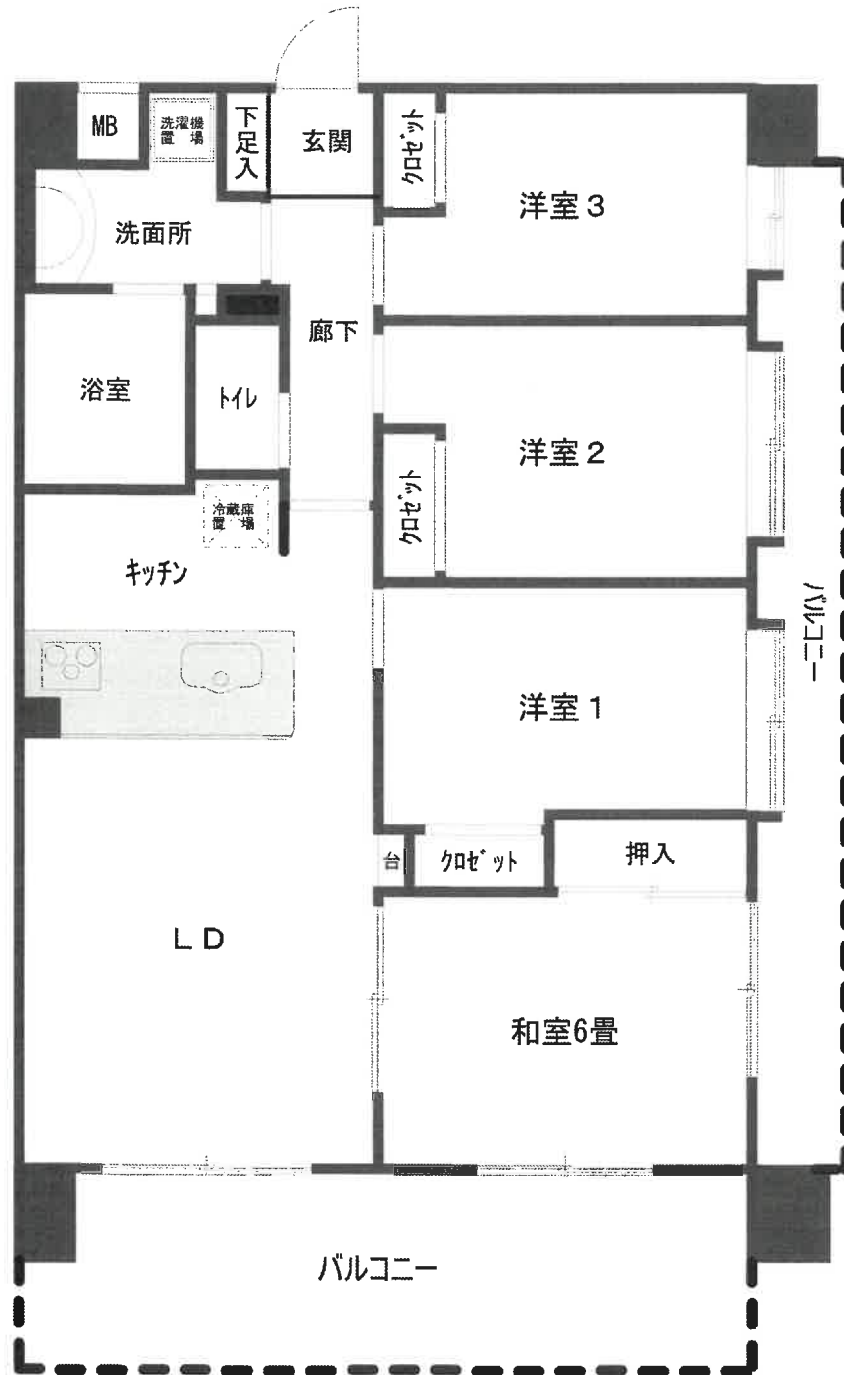 MB
洗濯機
置場
下足入
玄関
クロゼット
洋室3
洗面所
廊下
浴室
トイレ
洋室2
クロゼット
冷蔵庫
置場
キッチン
バルコニー
洋室1
台
クロゼット
押入
LD
和室6畳
バルコニー